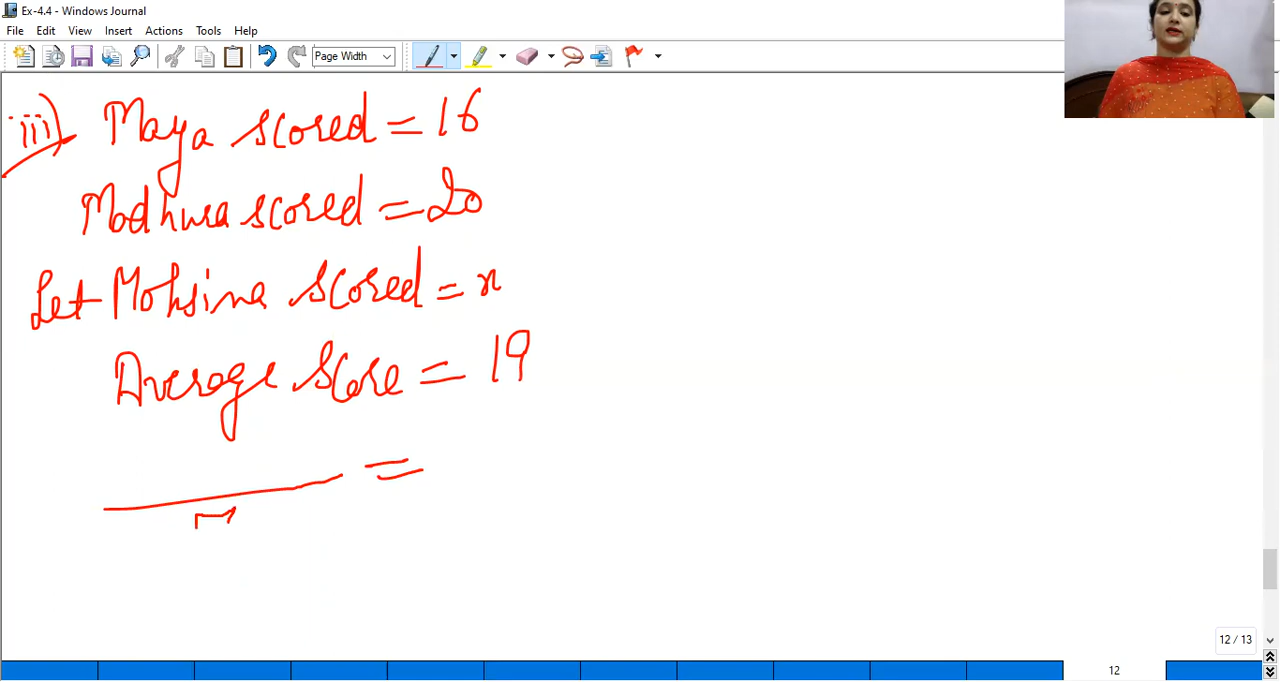 Ex-4.4 - Windows Journal
File Edit View Insert Actions Tools Help
Page Width
iii) Maya scored = 16
Madhura scored = 20
Let Mohsina scored = x
Average score = 19
=
12 / 13
12